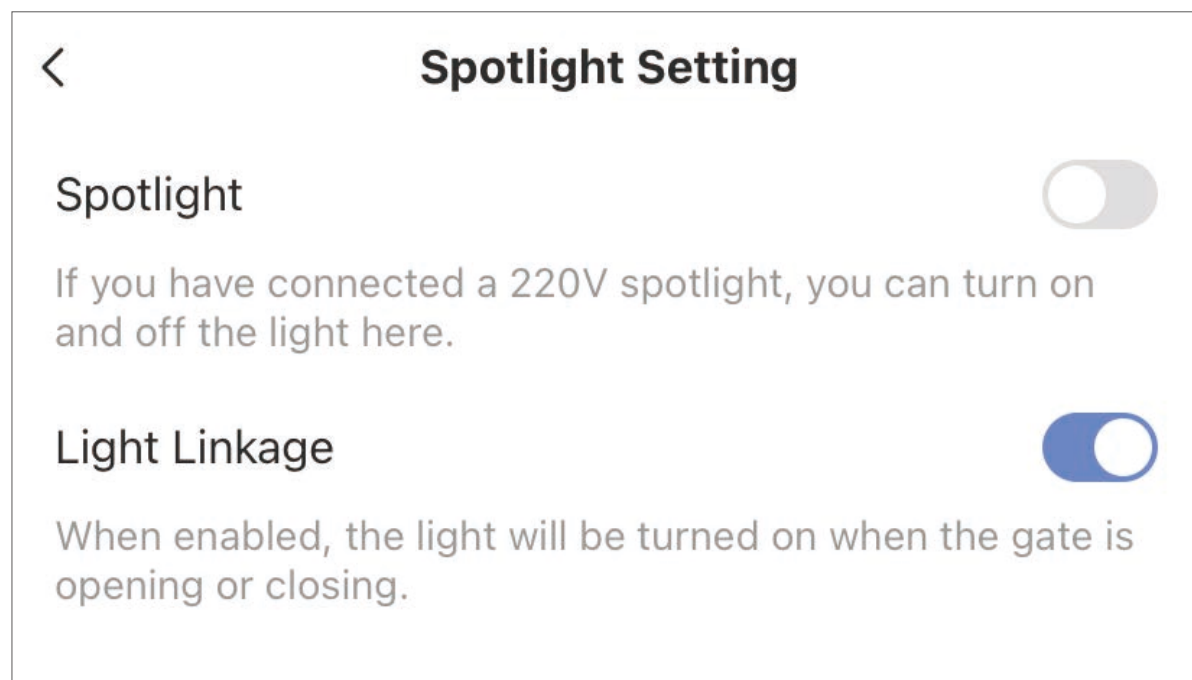 Spotlight Setting
Spotlight
If you have connected a 220V spotlight, you can turn on
and off the light here.
Light Linkage
When enabled, the light will be turned on when the gate is
opening or closing.